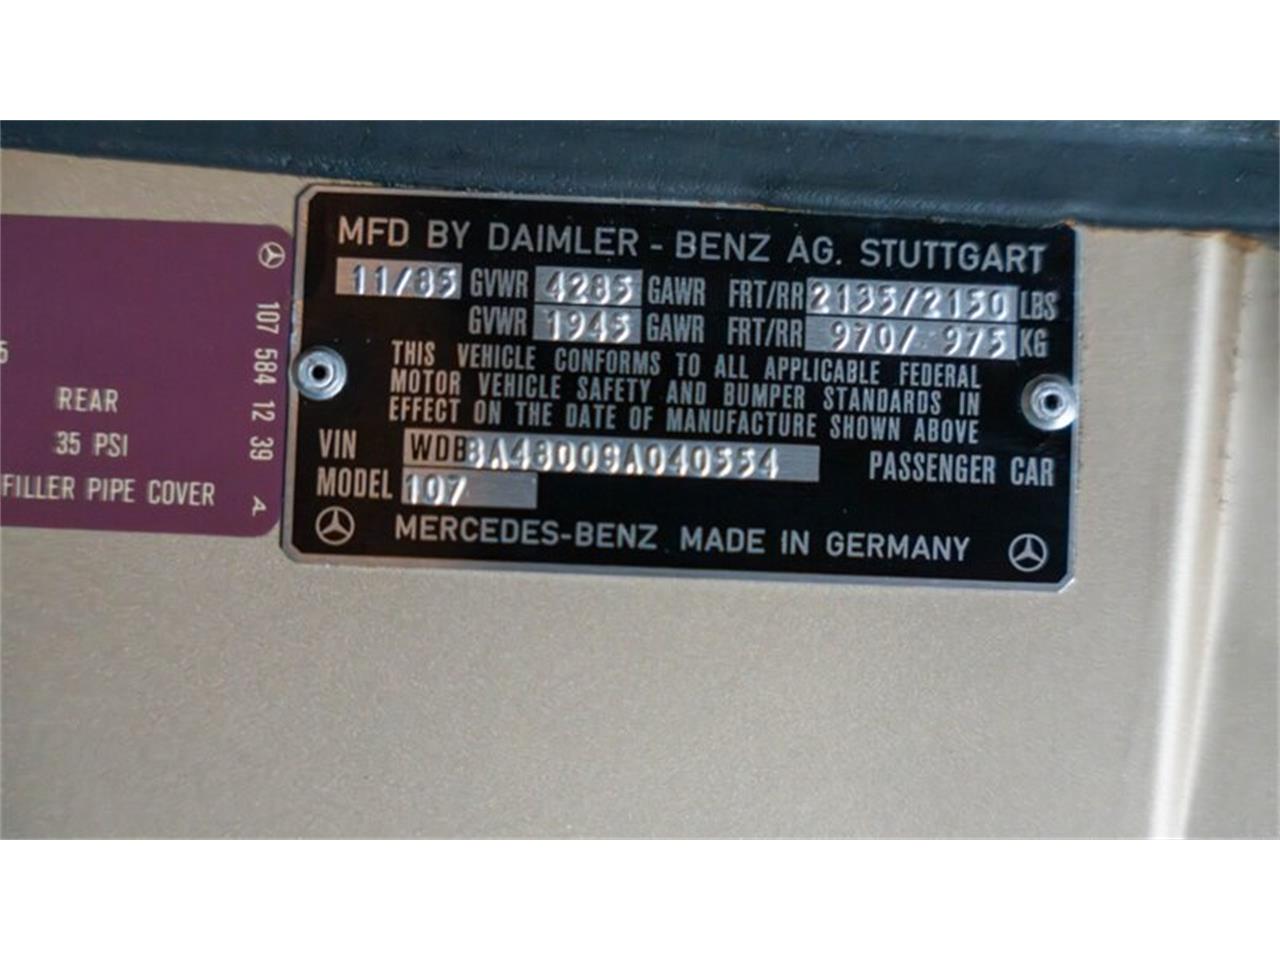 5
REAR
35 PSI
FILLER PIPE COVER
107 584 12 39
A
MFD BY DAIMLER - BENZ AG. STUTTGART
11/85 GVWR 4285 GAWR FRT/RR 2135/2150 LBS
GVWR 1945 GAWR FRT/RR 970/ 975 KG
THIS VEHICLE CONFORMS TO ALL APPLICABLE FEDERAL
MOTOR VEHICLE SAFETY AND BUMPER STANDARDS IN
EFFECT ON THE DATE OF MANUFACTURE SHOWN ABOVE
VIN WDBBA48D0GA040554 PASSENGER CAR
MODEL 107
MERCEDES-BENZ MADE IN GERMANY